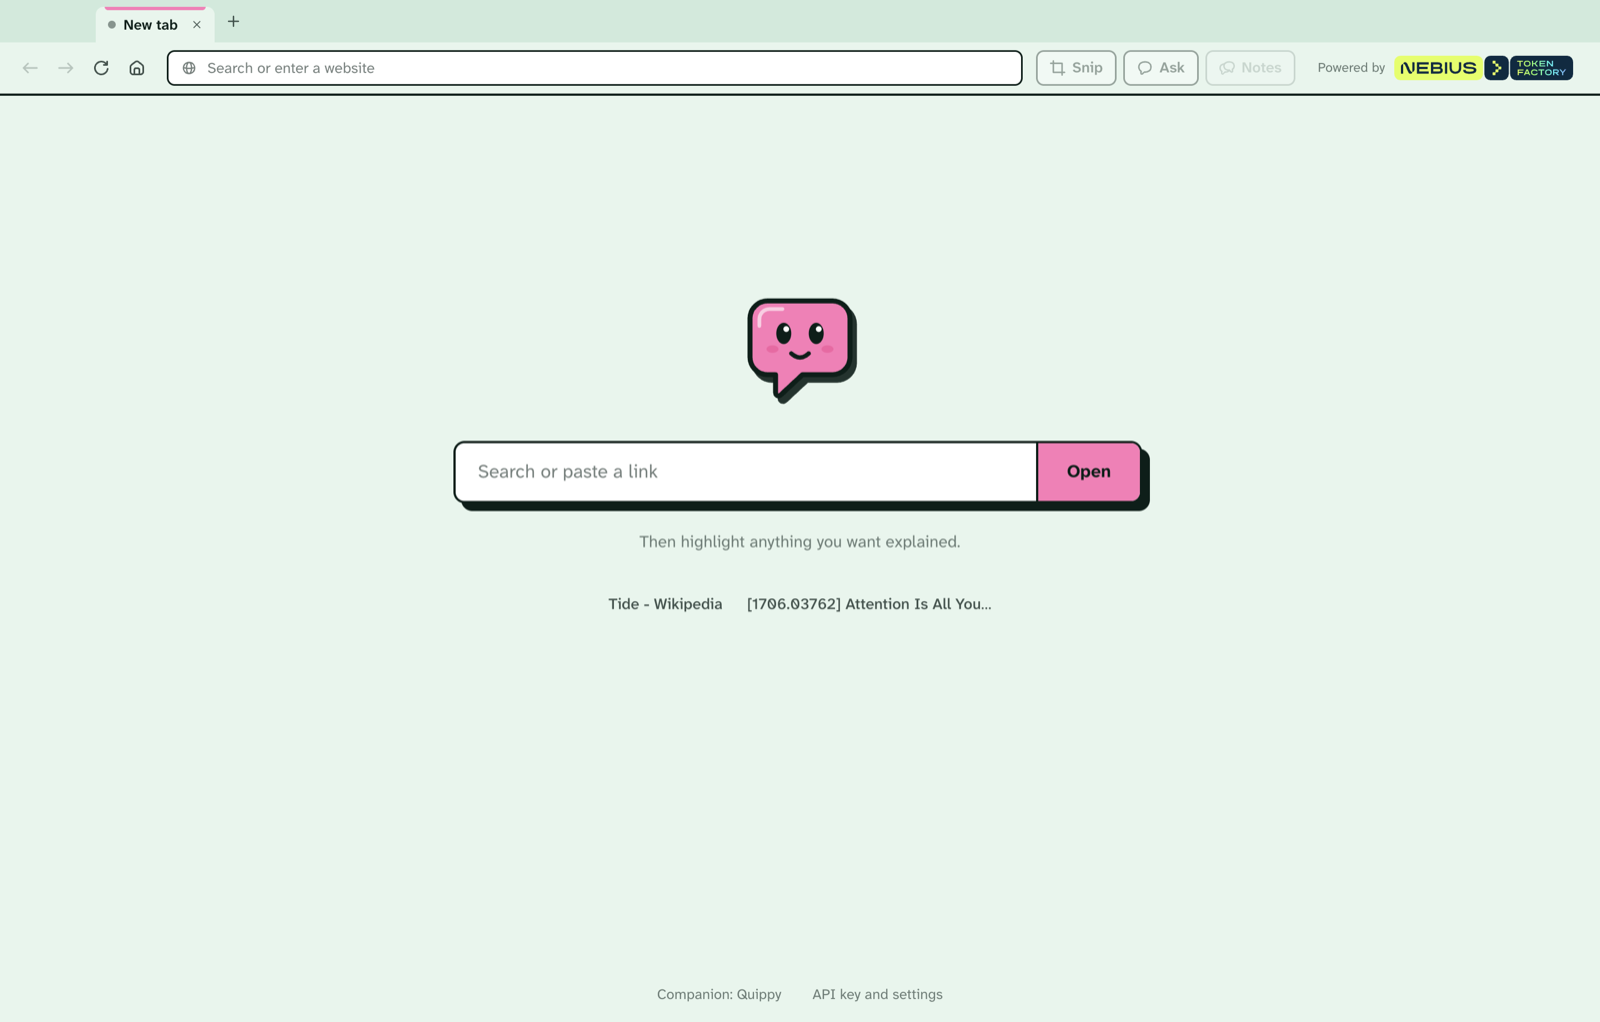 New tab
Search or enter a website
Snip
Ask
Notes
Powered by
NEBIUS
TOKEN
FACTORY
Search or paste a link
Open
Then highlight anything you want explained.
Tide - Wikipedia
[1706.03762] Attention Is All You...
Companion: Quippy
API key and settings